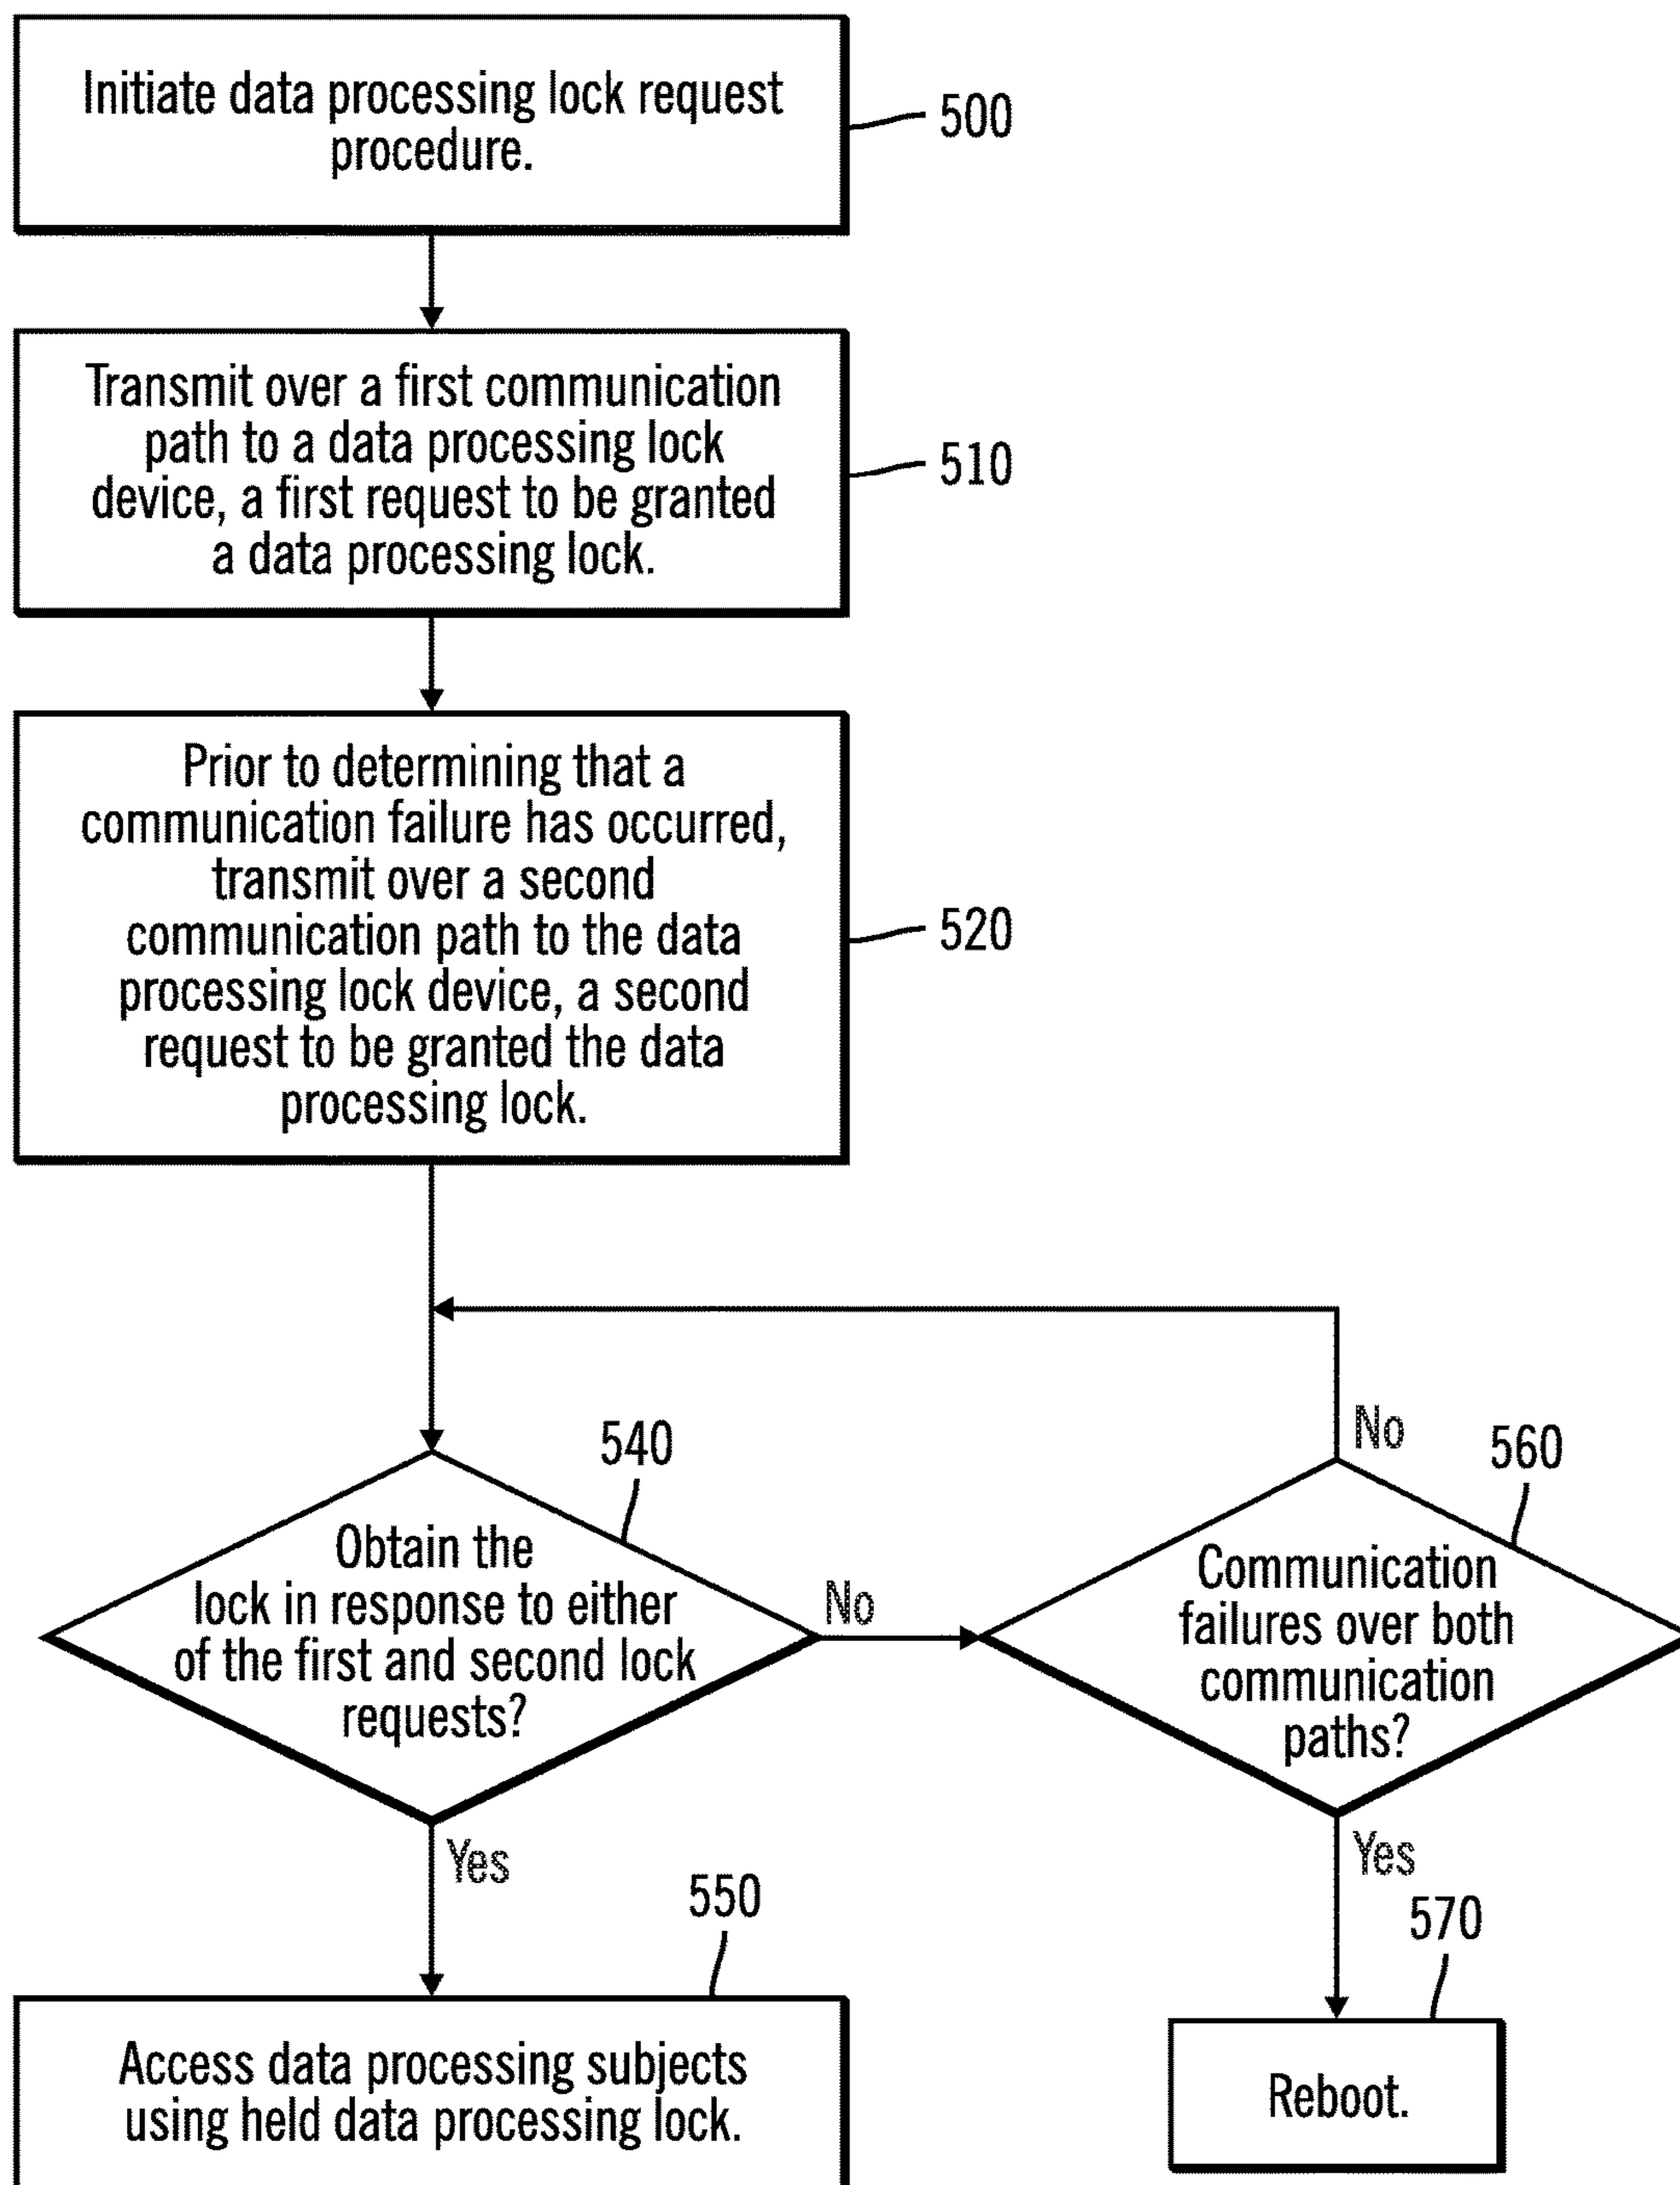 Initiate data processing lock request
procedure.
500
Transmit over a first communication
path to a data processing lock
device, a first request to be granted
a data processing lock.
510
Prior to determining that a
communication failure has occurred,
transmit over a second
communication path to the data
processing lock device, a second
request to be granted the data
processing lock.
520
540
Obtain the
lock in response to either
of the first and second lock
requests?
No
Yes
No
560
Communication
failures over both
communication
paths?
Yes
550
Access data processing subjects
using held data processing lock.
570
Reboot.